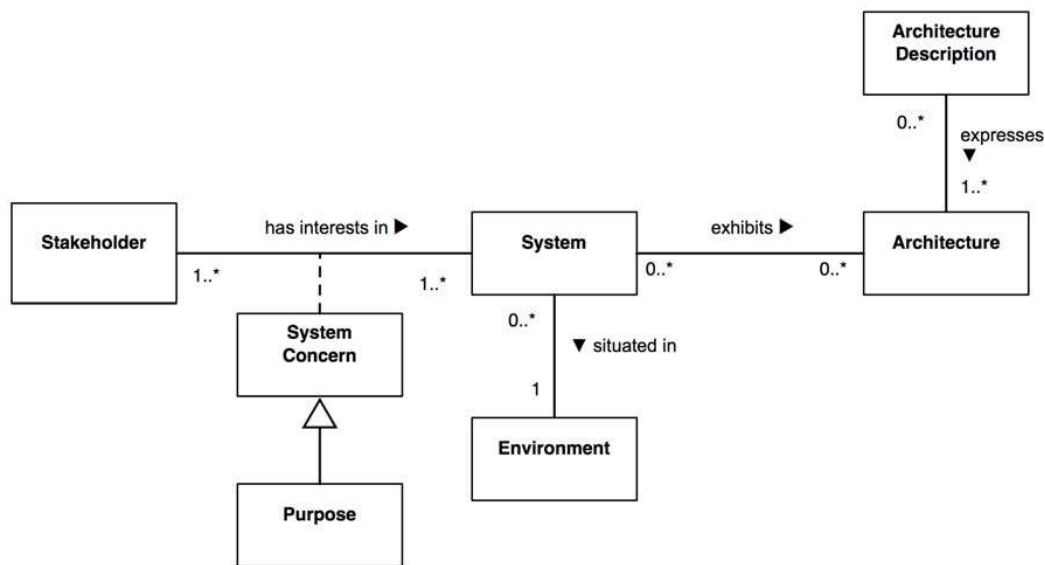 Architecture
Description
0..*
expresses
▼
1..*
Stakeholder
has interests in ▶
System
exhibits ▶
Architecture
1..*
1..*
0..*
0..*
System
Concern
0..*
▼ situated in
1
Environment
Purpose